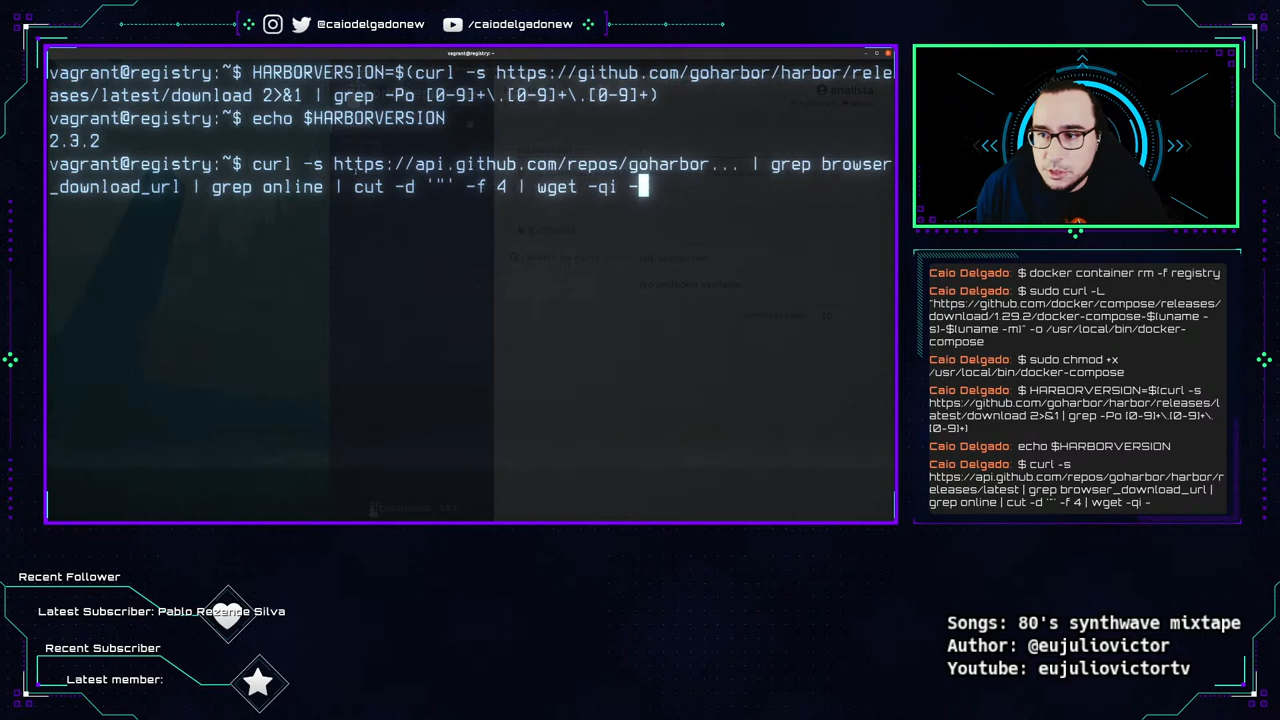 @caiodelgadonew /caiodelgadonew
vagrant@registry: ~
vagrant@registry:~$ HARBORVERSION=$(curl -s https://github.com/goharbor/harbor/rele
ases/latest/download 2>&1 | grep -Po [0-9]+\.[0-9]+\.[0-9]+)
vagrant@registry:~$ echo $HARBORVERSION
2.3.2
vagrant@registry:~$ curl -s https://api.github.com/repos/goharbor... | grep browser
_download_url | grep online | cut -d '"' -f 4 | wget -qi -
analista
Caio Delgado: $ docker container rm -f registry
Caio Delgado: $ sudo curl -L
"https://github.com/docker/compose/releases/
download/1.29.2/docker-compose-$(uname -
s)-$(uname -m)" -o /usr/local/bin/docker-
compose
Caio Delgado: $ sudo chmod +x
/usr/local/bin/docker-compose
Caio Delgado: $ HARBORVERSION=$(curl -s
https://github.com/goharbor/harbor/releases/l
atest/download 2>&1 | grep -Po [0-9]+\.[0-9]+\.
[0-9]+)
Caio Delgado: echo $HARBORVERSION
Caio Delgado: $ curl -s
https://api.github.com/repos/goharbor/harbor/r
eleases/latest | grep browser_download_url |
grep online | cut -d '"' -f 4 | wget -qi -
Recent Follower
Latest Subscriber: Pablo Rezende Silva
Recent Subscriber
Latest member:
Songs: 80's synthwave mixtape
Author: @eujuliovictor
Youtube: eujuliovictortv